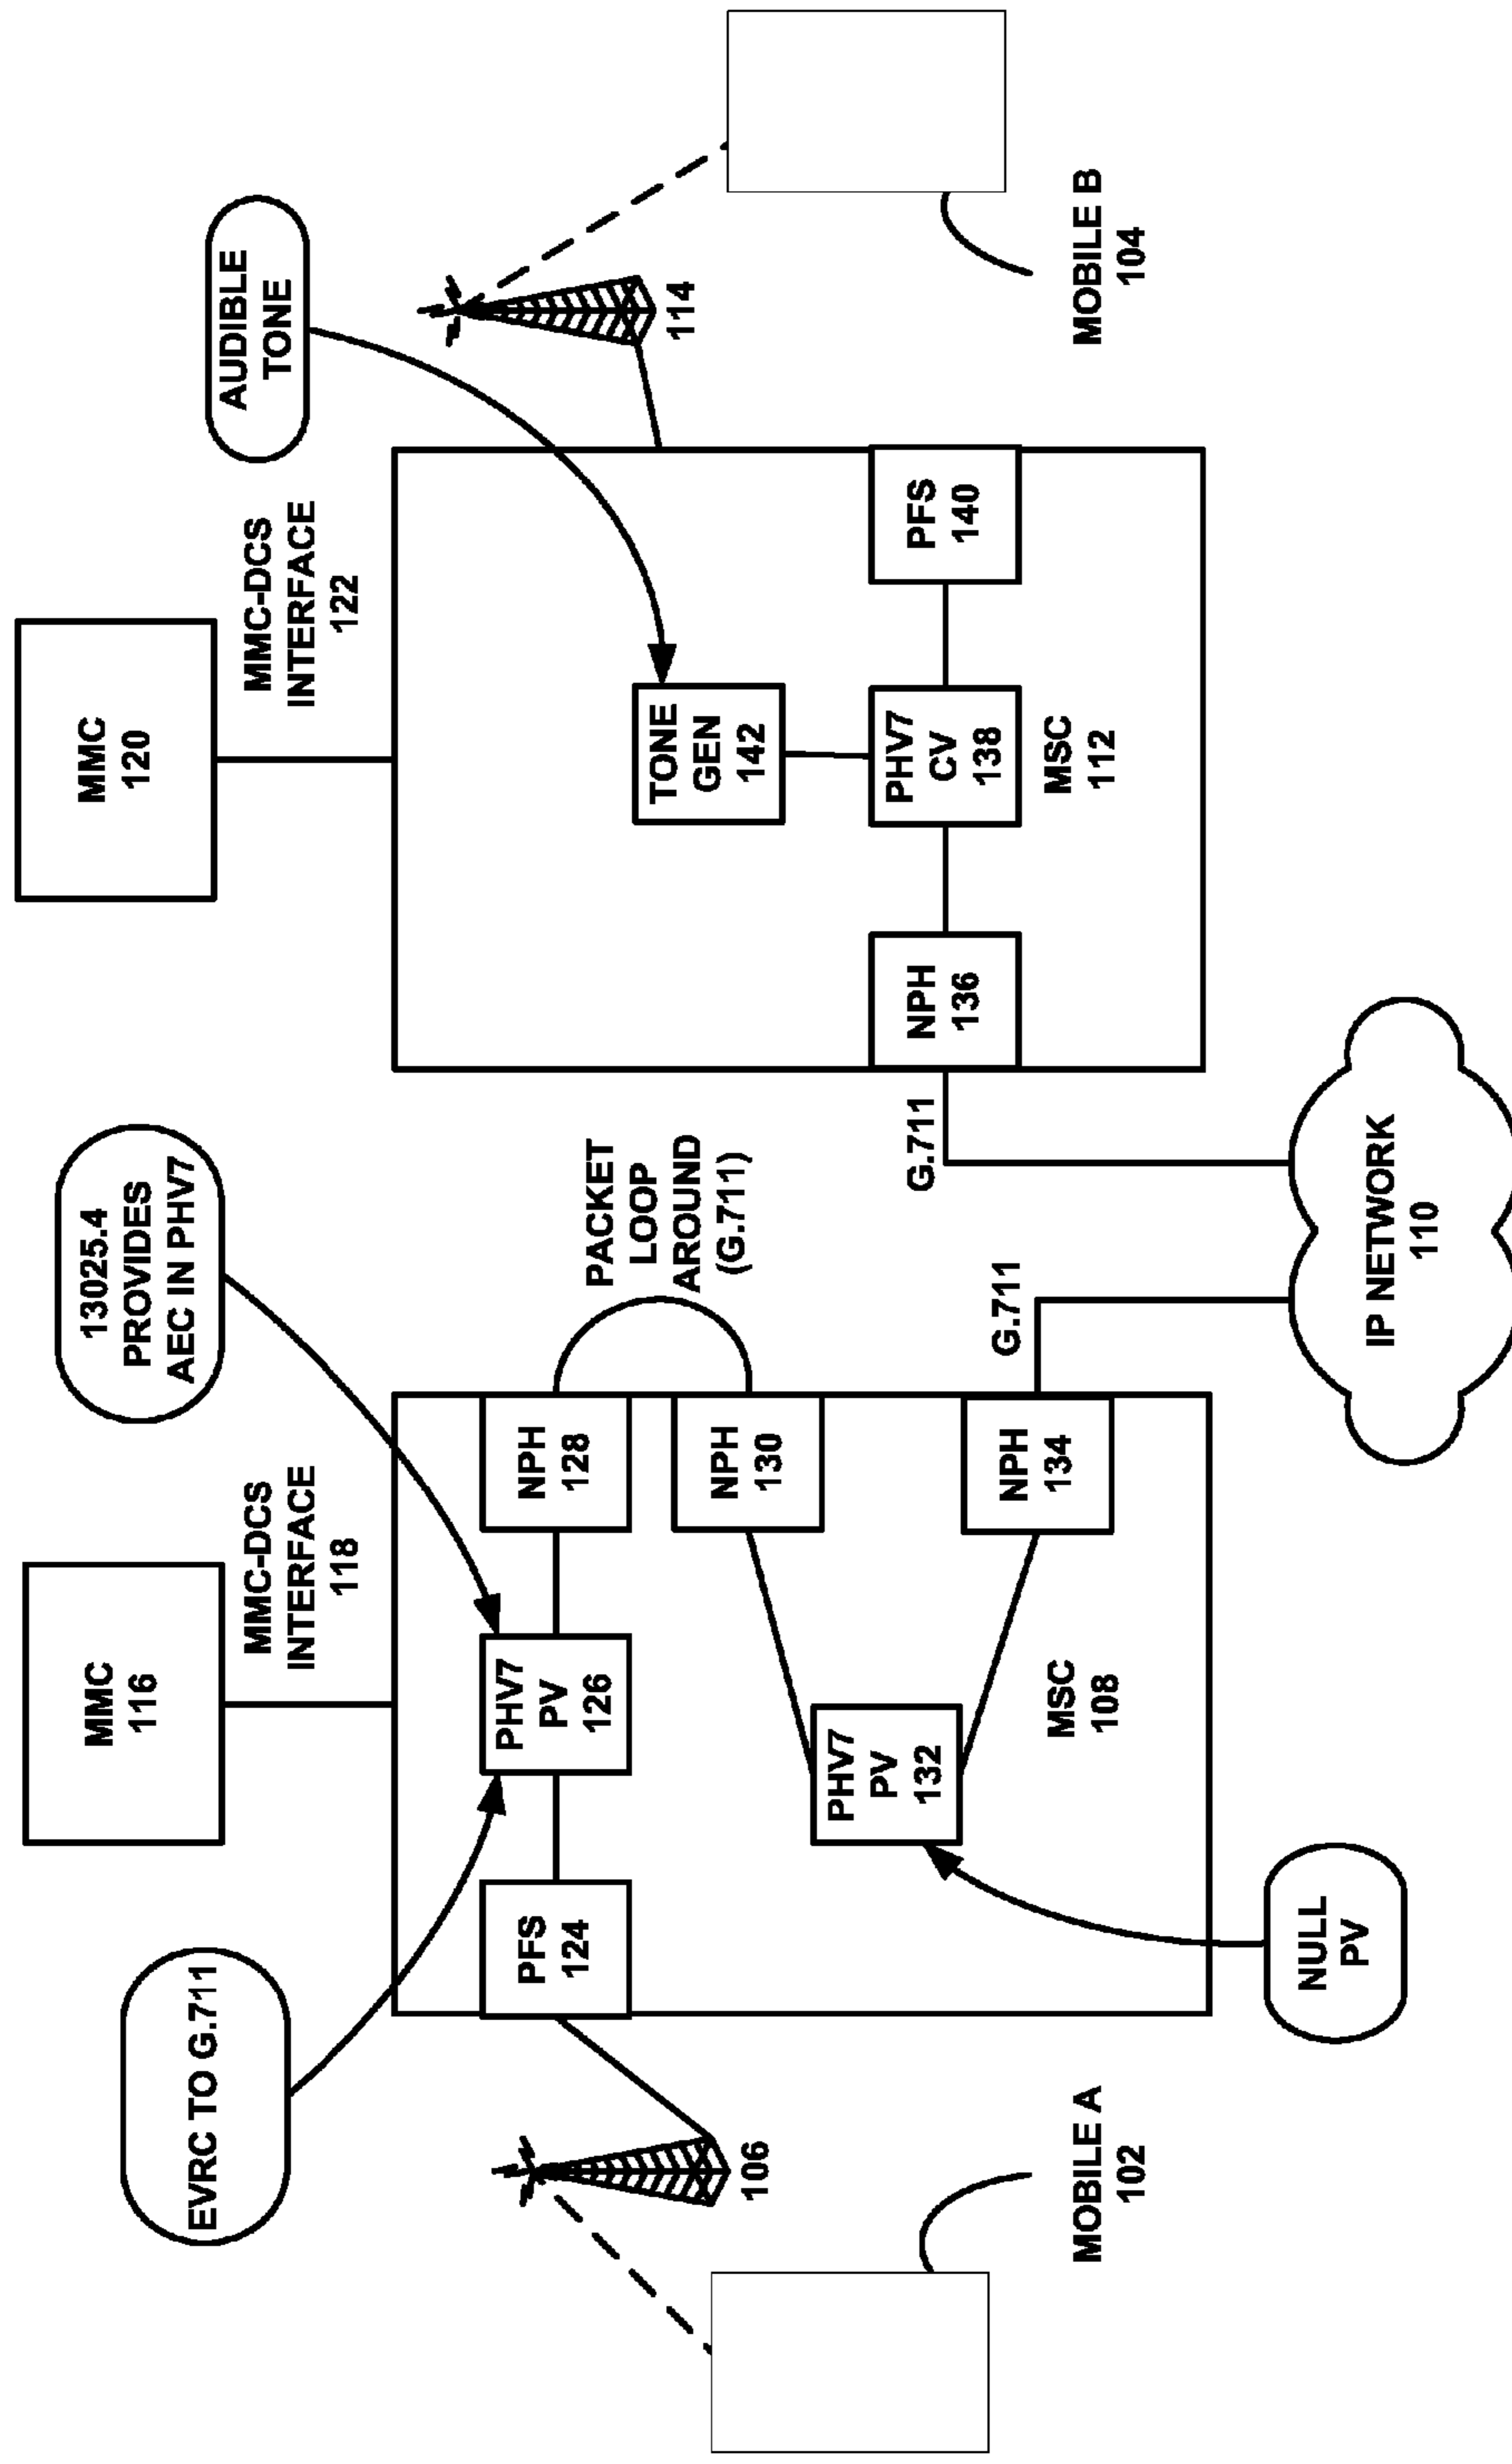 MMC
116
MMC
120
13025.4
PROVIDES
AEC IN PHV7
AUDIBLE
TONE
EVRC TO G.711
MMC-DCS
INTERFACE
118
MMC-DCS
INTERFACE
122
PFS
124
PHV7
PV
126
NPH
128
PACKET
LOOP
AROUND
(G.711)
TONE
GEN
142
114
106
NPH
130
PHV7
PV
132
NPH
134
G.711
G.711
NPH
136
PHV7
CV
138
PFS
140
MSC
108
MSC
112
MOBILE A
102
MOBILE B
104
NULL
PV
IP NETWORK
110